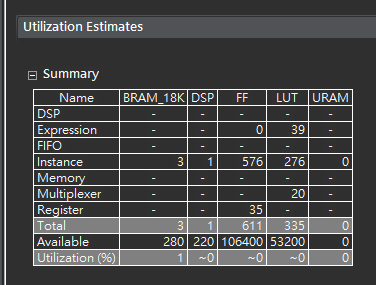 Utilization Estimates
Summary
Name BRAM_18K DSP FF LUT URAM
DSP - - - - -
Expression - - 0 39 -
FIFO - - - - -
Instance 3 1 576 276 0
Memory - - - - -
Multiplexer - - - 20 -
Register - - 35 - -
Total 3 1 611 335 0
Available 280 220 106400 53200 0
Utilization (%) 1 ~0 ~0 ~0 0